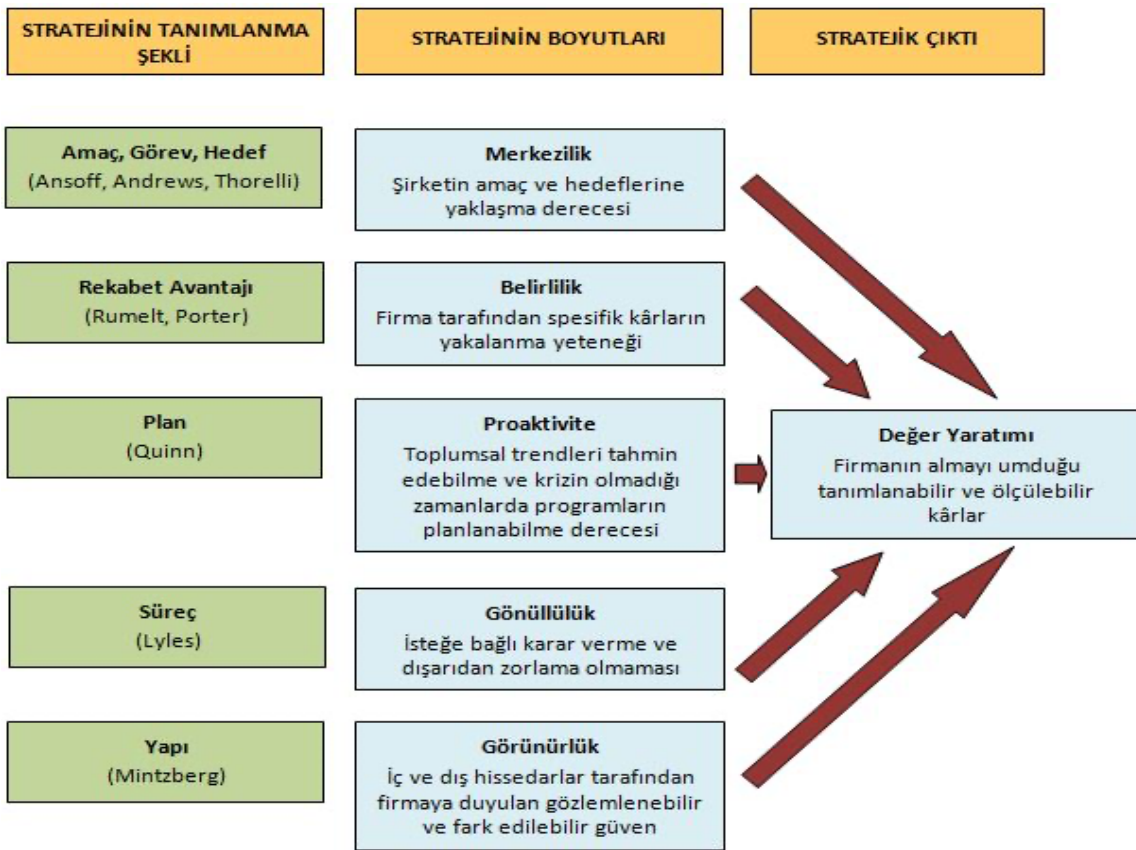 STRATEJİNİN TANIMLANMA
ŞEKLİ
STRATEJİNİN BOYUTLARI
STRATEJİK ÇIKTI
Amaç, Görev, Hedef
(Ansoff, Andrews, Thorelli)
Merkezilik
Şirketin amaç ve hedeflerine
yaklaşma derecesi
Rekabet Avantajı
(Rumelt, Porter)
Belirlilik
Firma tarafından spesifik kârların
yakalanma yeteneği
Plan
(Quinn)
Proaktivite
Toplumsal trendleri tahmin
edebilme ve krizin olmadığı
zamanlarda programların
planlanabilme derecesi
Değer Yaratımı
Firmanın almayı umduğu
tanımlanabilir ve ölçülebilir
kârlar
Süreç
(Lyles)
Gönüllülük
İsteğe bağlı karar verme ve
dışarıdan zorlama olmaması
Yapı
(Mintzberg)
Görünürlük
İç ve dış hissedarlar tarafından
firmaya duyulan gözlemlenebilir
ve fark edilebilir güven